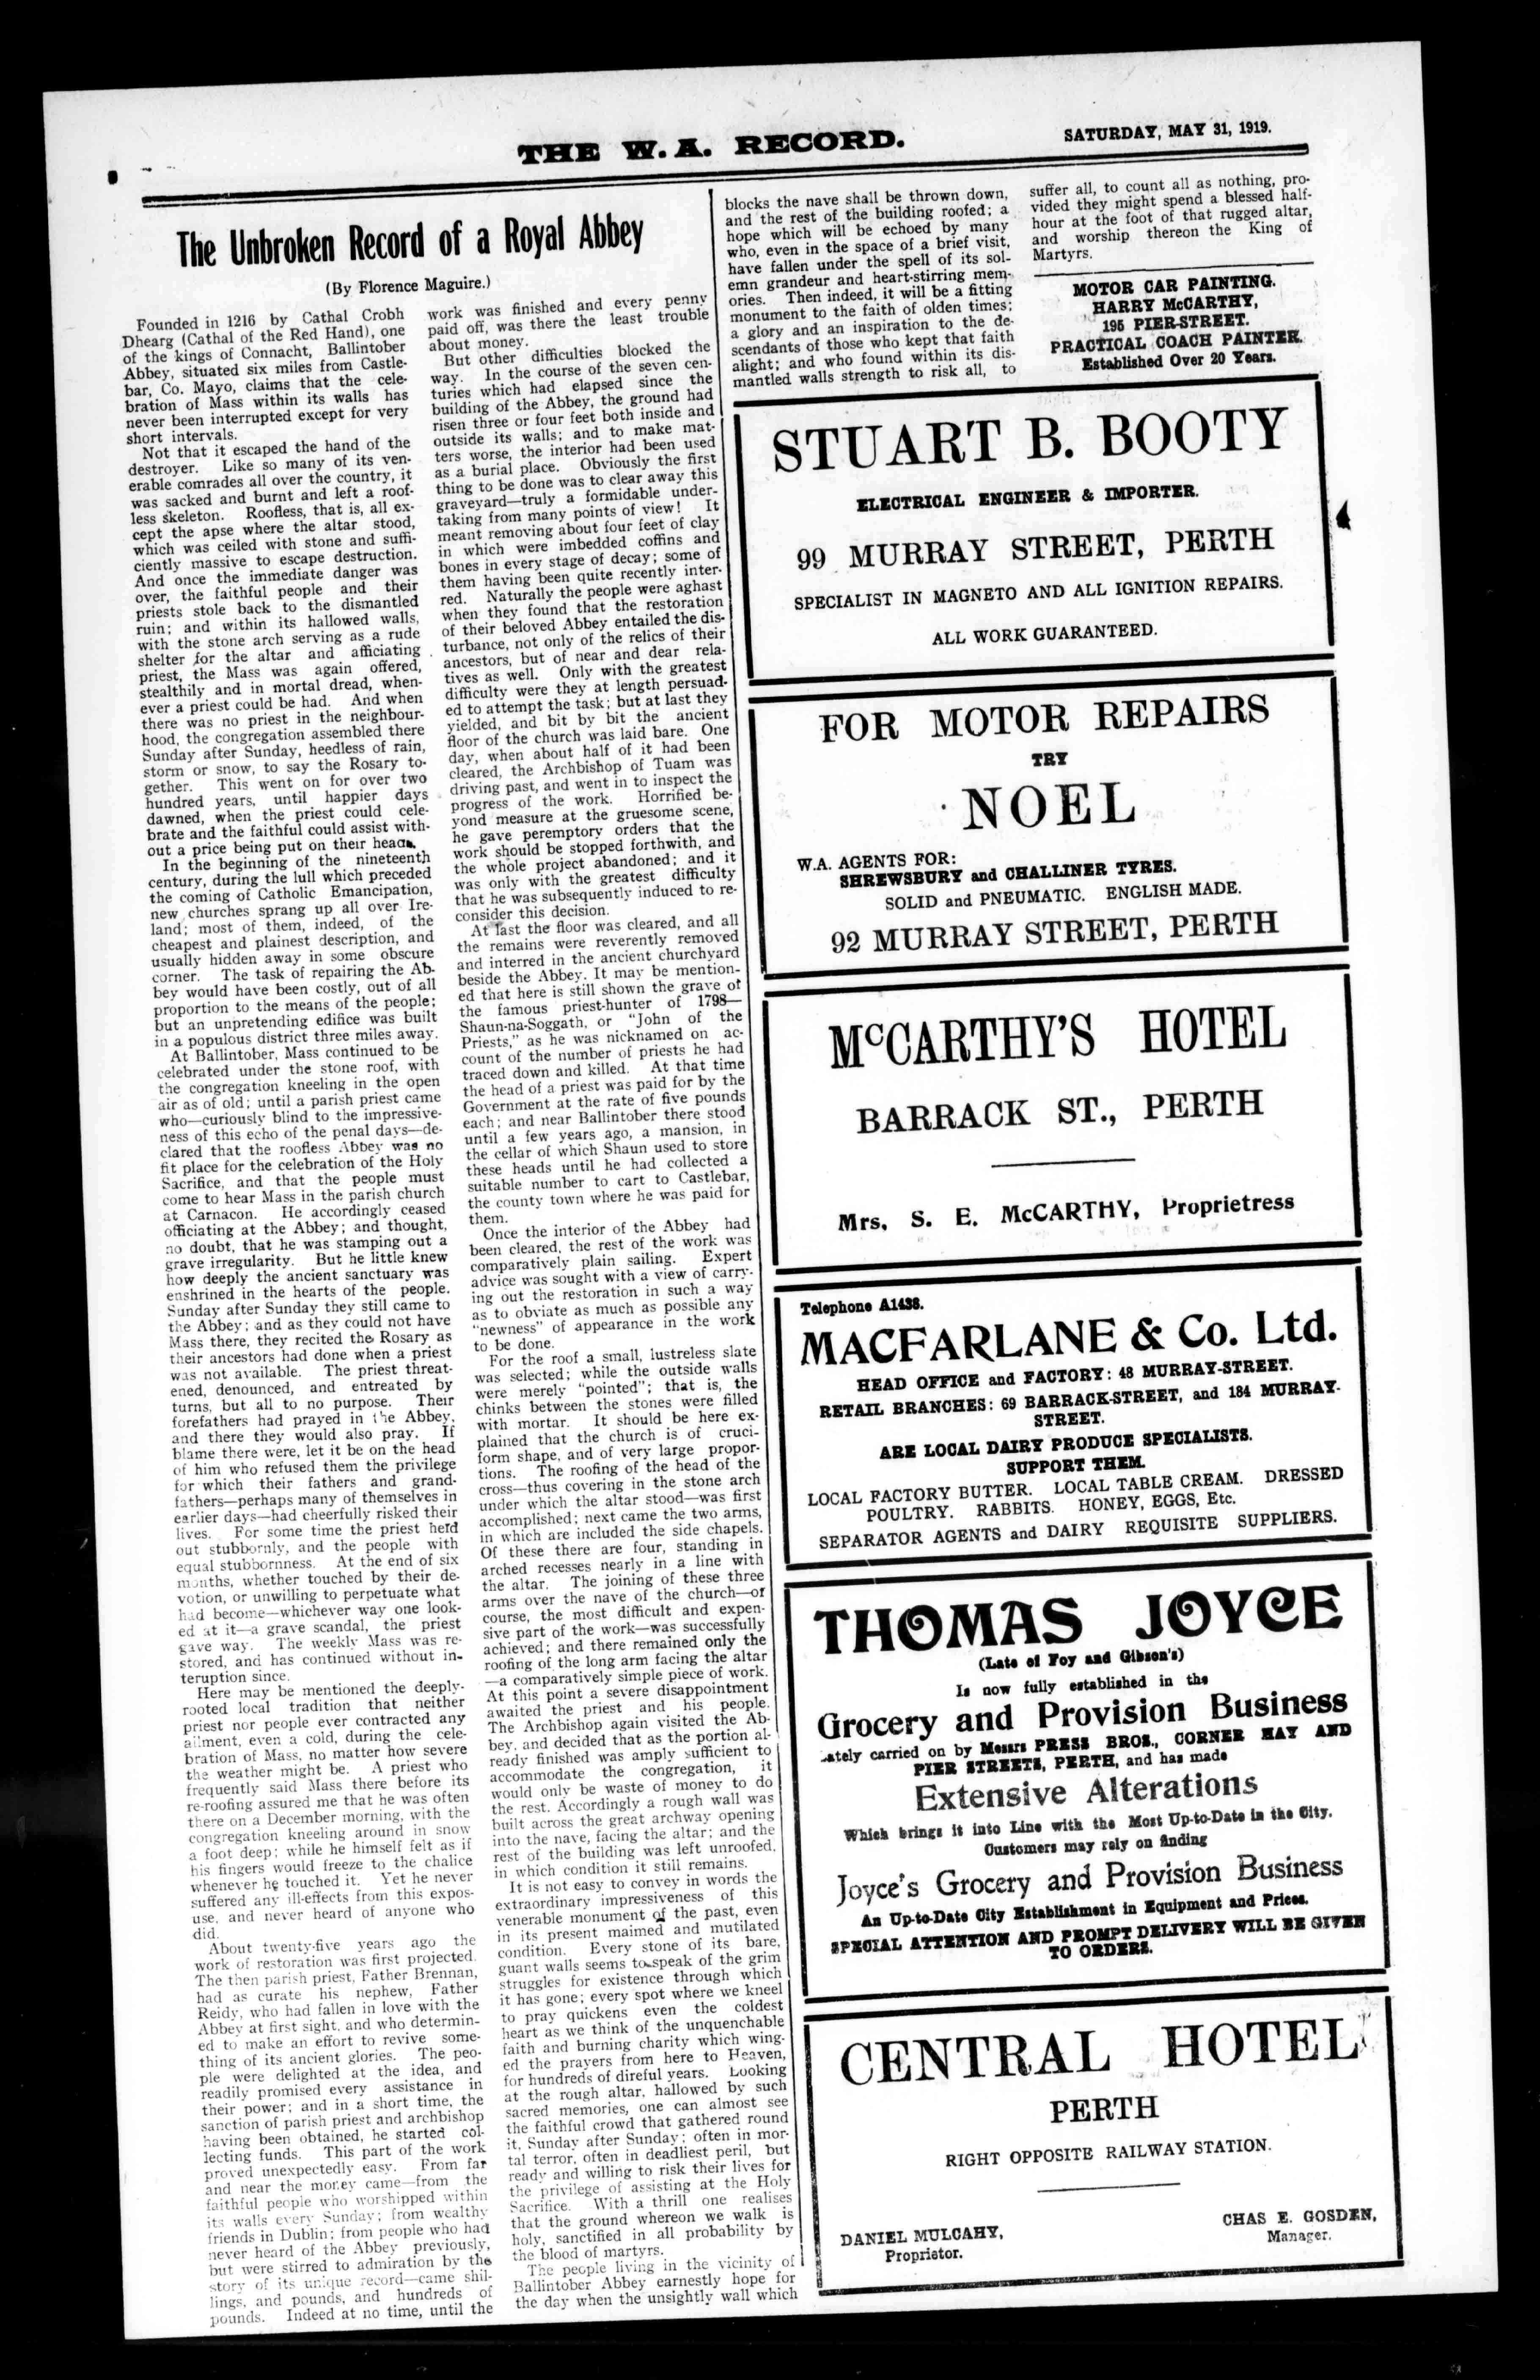 THE W.A. RECORD.
SATURDAY, MAY 31, 1919.
The Unbroken Record of a Royal Abbey
(By Florence Maguire.)
Founded in 1216 by Cathal Crobh
Dhearg (Cathal of the Red Hand), one
of the kings of Connacht, Ballintober
Abbey, situated six miles from Castle-
bar, Co. Mayo, claims that the cele-
bration of Mass within its walls has
never been interrupted except for very
short intervals.
Not that it escaped the hand of the
destroyer. Like so many of its ven-
erable comrades all over the country, it
was sacked and burnt and left a roof-
less skeleton. Roofless, that is, all ex-
cept the apse where the altar stood,
which was ceiled with stone and suffi-
ciently massive to escape destruction.
And once the immediate danger was
over, the faithful people and their
priests stole back to the dismantled
ruin; and within its hallowed walls,
with the stone arch serving as a rude
shelter for the altar and afficiating
priest, the Mass was again offered,
stealthily and in mortal dread, when-
ever a priest could be had. And when
there was no priest in the neighbour-
hood, the congregation assembled there
Sunday after Sunday, heedless of rain,
storm or snow, to say the Rosary to-
gether. This went on for over two
hundred years, until happier days
dawned, when the priest could cele-
brate and the faithful could assist with-
out a price being put on their heads.
In the beginning of the nineteenth
century, during the lull which preceded
the coming of Catholic Emancipation,
new churches sprang up all over Ire-
land; most of them, indeed, of the
cheapest and plainest description, and
usually hidden away in some obscure
corner. The task of repairing the Ab-
bey would have been costly, out of all
proportion to the means of the people;
but an unpretending edifice was built
in a populous district three miles away.
At Ballintober, Mass continued to be
celebrated under the stone roof, with
the congregation kneeling in the open
air as of old; until a parish priest came
who—curiously blind to the impressive-
ness of this echo of the penal days—de-
clared that the roofless Abbey was no
fit place for the celebration of the Holy
Sacrifice, and that the people must
come to hear Mass in the parish church
at Carnacon. He accordingly ceased
officiating at the Abbey; and thought,
no doubt, that he was stamping out a
grave irregularity. But he little knew
how deeply the ancient sanctuary was
enshrined in the hearts of the people.
Sunday after Sunday they still came to
the Abbey; and as they could not have
Mass there, they recited the Rosary as
their ancestors had done when a priest
was not available. The priest threat-
ened, denounced, and entreated by
turns, but all to no purpose. Their
forefathers had prayed in the Abbey,
and there they would also pray. If
blame there were, let it be on the head
of him who refused them the privilege
for which their fathers and grand-
fathers—perhaps many of themselves in
earlier days—had cheerfully risked their
lives. For some time the priest held
out stubbornly, and the people with
equal stubbornness. At the end of six
months, whether touched by their de-
votion, or unwilling to perpetuate what
had become—whichever way one look-
ed at it—a grave scandal, the priest
gave way. The weekly Mass was re-
stored, and has continued without in-
teruption since.
Here may be mentioned the deeply-
rooted local tradition that neither
priest nor people ever contracted any
ailment, even a cold, during the cele-
bration of Mass, no matter how severe
the weather might be. A priest who
frequently said Mass there before its
re-roofing assured me that he was often
there on a December morning, with the
congregation kneeling around in snow
a foot deep; while he himself felt as if
his fingers would freeze to the chalice
whenever he touched it. Yet he never
suffered any ill-effects from this expos-
use, and never heard of anyone who
did.
About twenty-five years ago the
work of restoration was first projected.
The then parish priest, Father Brennan,
had as curate his nephew, Father
Reidy, who had fallen in love with the
Abbey at first sight, and who determin-
ed to make an effort to revive some-
thing of its ancient glories. The peo-
ple were delighted at the idea, and
readily promised every assistance in
their power; and in a short time, the
sanction of parish priest and archbishop
having been obtained, he started col-
lecting funds. This part of the work
proved unexpectedly easy. From far
and near the money came—from the
faithful people who worshipped within
its walls every Sunday; from wealthy
friends in Dublin; from people who had
never heard of the Abbey previously,
but were stirred to admiration by the
story of its unique record—came shil-
lings, and pounds, and hundreds of
pounds. Indeed at no time, until the
work was finished and every penny
paid off, was there the least trouble
about money.
But other difficulties blocked the
way. In the course of the seven cen-
turies which had elapsed since the
building of the Abbey, the ground had
risen three or four feet both inside and
outside its walls; and to make mat-
ters worse, the interior had been used
as a burial place. Obviously the first
thing to be done was to clear away this
graveyard—truly a formidable under-
taking from many points of view! It
meant removing about four feet of clay
in which were imbedded coffins and
bones in every stage of decay; some of
them having been quite recently inter-
red. Naturally the people were aghast
when they found that the restoration
of their beloved Abbey entailed the dis-
turbance, not only of the relics of their
ancestors, but of near and dear rela-
tives as well. Only with the greatest
difficulty were they at length persuad-
ed to attempt the task; but at last they
yielded, and bit by bit the ancient
floor of the church was laid bare. One
day, when about half of it had been
cleared, the Archbishop of Tuam was
driving past, and went in to inspect the
progress of the work. Horrified be-
yond measure at the gruesome scene,
he gave peremptory orders that the
work should be stopped forthwith, and
the whole project abandoned; and it
was only with the greatest difficulty
that he was subsequently induced to re-
consider this decision.
At last the floor was cleared, and all
the remains were reverently removed
and interred in the ancient churchyard
beside the Abbey. It may be mention-
ed that here is still shown the grave of
the famous priest-hunter of 1798—
Shaun-na-Soggath, or "John of the
Priests," as he was nicknamed on ac-
count of the number of priests he had
traced down and killed. At that time
the head of a priest was paid for by the
Government at the rate of five pounds
each; and near Ballintober there stood
until a few years ago, a mansion, in
the cellar of which Shaun used to store
these heads until he had collected a
suitable number to cart to Castlebar,
the county town where he was paid for
them.
Once the interior of the Abbey had
been cleared, the rest of the work was
comparatively plain sailing. Expert
advice was sought with a view of carry-
ing out the restoration in such a way
as to obviate as much as possible any
"newness" of appearance in the work
to be done.
For the roof a small, lustreless slate
was selected; while the outside walls
were merely "pointed"; that is, the
chinks between the stones were filled
with mortar. It should be here ex-
plained that the church is of cruci-
form shape, and of very large propor-
tions. The roofing of the head of the
cross—thus covering in the stone arch
under which the altar stood—was first
accomplished; next came the two arms,
in which are included the side chapels.
Of these there are four, standing in
arched recesses nearly in a line with
the altar. The joining of these three
arms over the nave of the church—of
course, the most difficult and expen-
sive part of the work—was successfully
achieved; and there remained only the
roofing of the long arm facing the altar
—a comparatively simple piece of work.
At this point a severe disappointment
awaited the priest and his people.
The Archbishop again visited the Ab-
bey, and decided that as the portion al-
ready finished was amply sufficient to
accommodate the congregation, it
would only be waste of money to do
the rest. Accordingly a rough wall was
built across the great archway opening
into the nave, facing the altar; and the
rest of the building was left unroofed,
in which condition it still remains.
It is not easy to convey in words the
extraordinary impressiveness of this
venerable monument of the past, even
in its present maimed and mutilated
condition. Every stone of its bare,
guant walls seems to speak of the grim
struggles for existence through which
it has gone; every spot where we kneel
to pray quickens even the coldest
heart as we think of the unquenchable
faith and burning charity which wing-
ed the prayers from here to Heaven,
for hundreds of direful years. Looking
at the rough altar, hallowed by such
sacred memories, one can almost see
the faithful crowd that gathered round
it, Sunday after Sunday; often in mor-
tal terror, often in deadliest peril, but
ready and willing to risk their lives for
the privilege of assisting at the Holy
Sacrifice. With a thrill one realises
that the ground whereon we walk is
holy, sanctified in all probability by
the blood of martyrs.
The people living in the vicinity of
Ballintober Abbey earnestly hope for
the day when the unsightly wall which
blocks the nave shall be thrown down,
and the rest of the building roofed; a
hope which will be echoed by many
who, even in the space of a brief visit,
have fallen under the spell of its sol-
emn grandeur and heart-stirring mem-
ories. Then indeed, it will be a fitting
monument to the faith of olden times;
a glory and an inspiration to the de-
scendants of those who kept that faith
alight; and who found within its dis-
mantled walls strength to risk all, to
suffer all, to count all as nothing, pro-
vided they might spend a blessed half-
hour at the foot of that rugged altar,
and worship thereon the King of
Martyrs.
MOTOR CAR PAINTING.
HARRY McCARTHY,
195 PIER-STREET.
PRACTICAL COACH PAINTER.
Established Over 20 Years.
STUART B. BOOTY
ELECTRICAL ENGINEER & IMPORTER.
99 MURRAY STREET, PERTH
SPECIALIST IN MAGNETO AND ALL IGNITION REPAIRS.
ALL WORK GUARANTEED.
FOR MOTOR REPAIRS
TRY
NOEL
W.A. AGENTS FOR:
SHREWSBURY and CHALLINER TYRES.
SOLID and PNEUMATIC. ENGLISH MADE.
92 MURRAY STREET, PERTH
McCARTHY'S HOTEL
BARRACK ST., PERTH
Mrs. S. E. McCARTHY, Proprietress
Telephone A1438.
MACFARLANE & Co. Ltd.
HEAD OFFICE and FACTORY: 48 MURRAY-STREET.
RETAIL BRANCHES: 69 BARRACK-STREET, and 184 MURRAY-
STREET.
ARE LOCAL DAIRY PRODUCE SPECIALISTS.
SUPPORT THEM.
LOCAL FACTORY BUTTER. LOCAL TABLE CREAM. DRESSED
POULTRY. RABBITS. HONEY, EGGS, Etc.
SEPARATOR AGENTS and DAIRY REQUISITE SUPPLIERS.
THOMAS JOYCE
(Late of Foy and Gibson's)
Is now fully established in the
Grocery and Provision Business
ately carried on by Messrs PRESS BROS., CORNER HAY AND
PIER STREETS, PERTH, and has made
Extensive Alterations
Which brings it into Line with the Most Up-to-Date in the City.
Customers may rely on finding
Joyce's Grocery and Provision Business
An Up-to-Date City Establishment in Equipment and Prices.
SPECIAL ATTENTION AND PROMPT DELIVERY WILL BE GIVEN
TO ORDERS.
CENTRAL HOTEL
PERTH
RIGHT OPPOSITE RAILWAY STATION.
DANIEL MULCAHY,
Proprietor.
CHAS E. GOSDEN,
Manager.